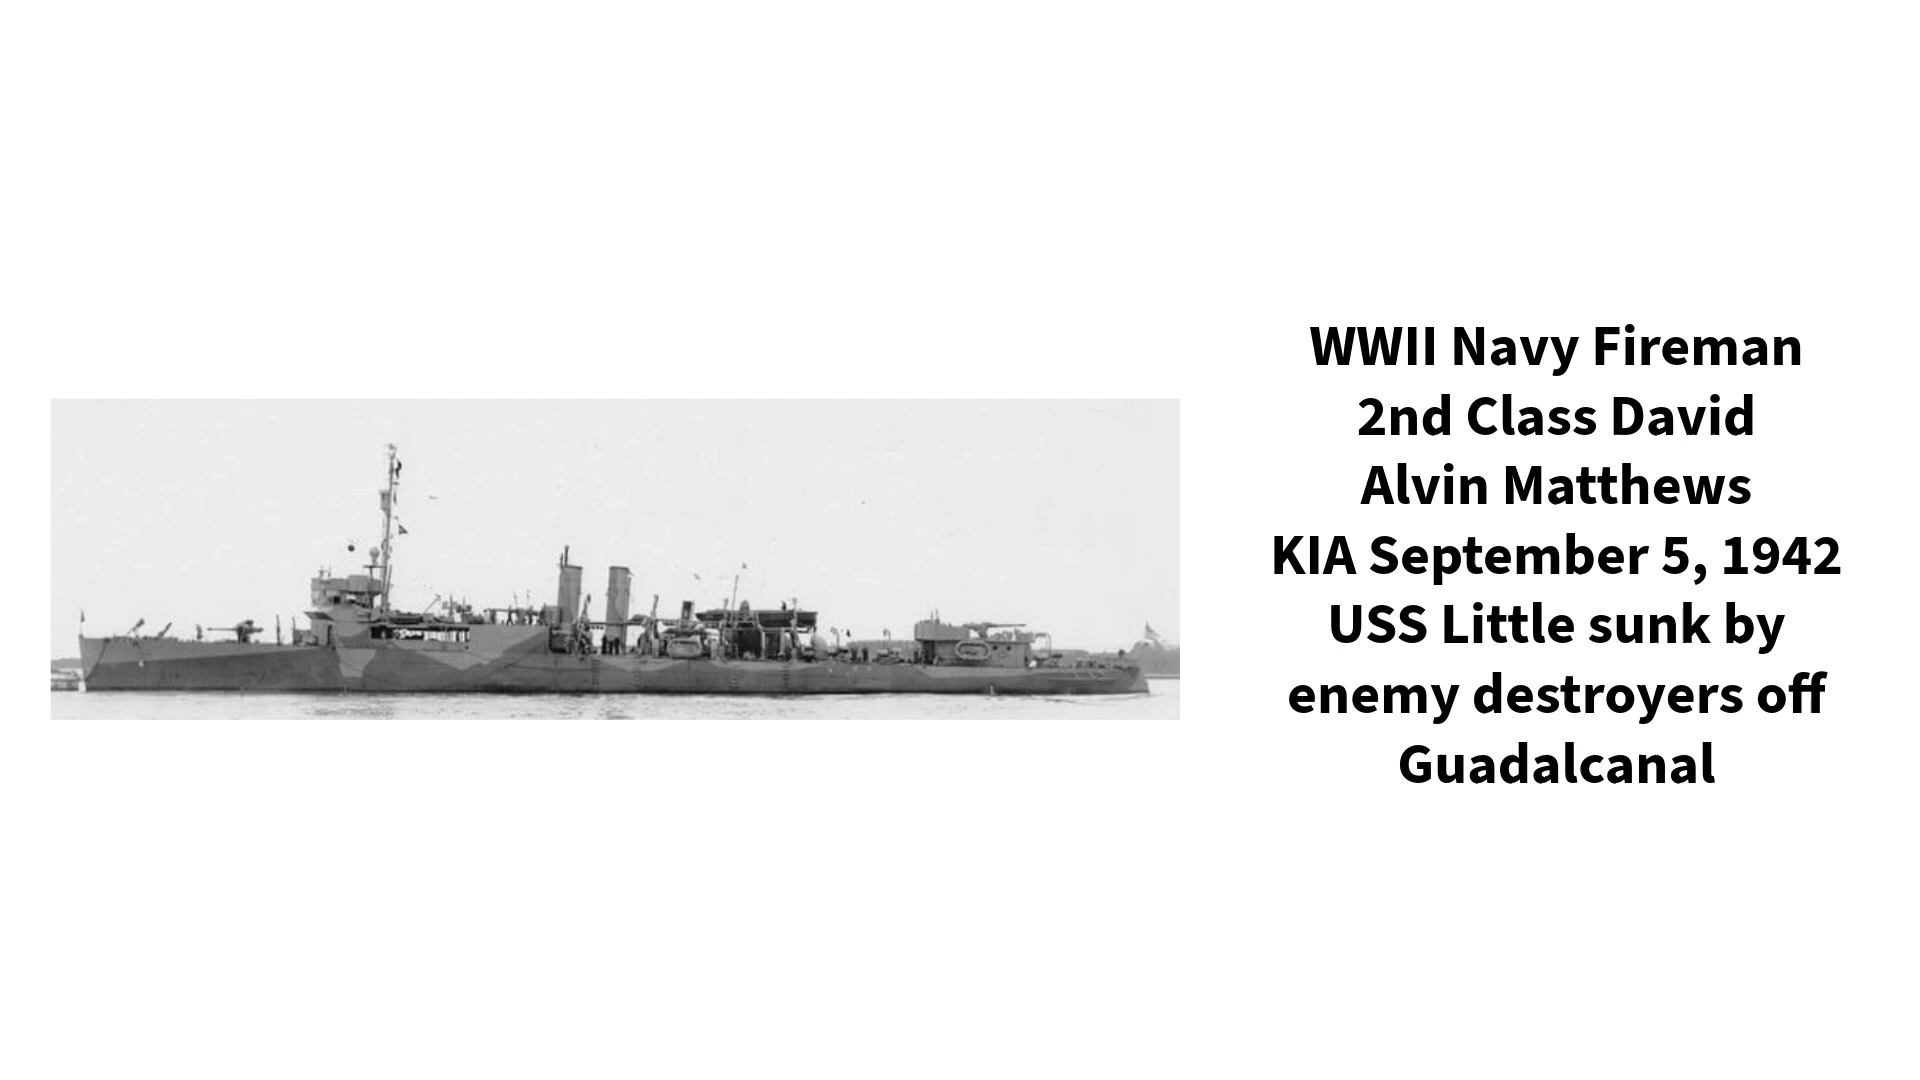 WWII Navy Fireman
2nd Class David
Alvin Matthews
KIA September 5, 1942
USS Little sunk by
enemy destroyers off
Guadalcanal